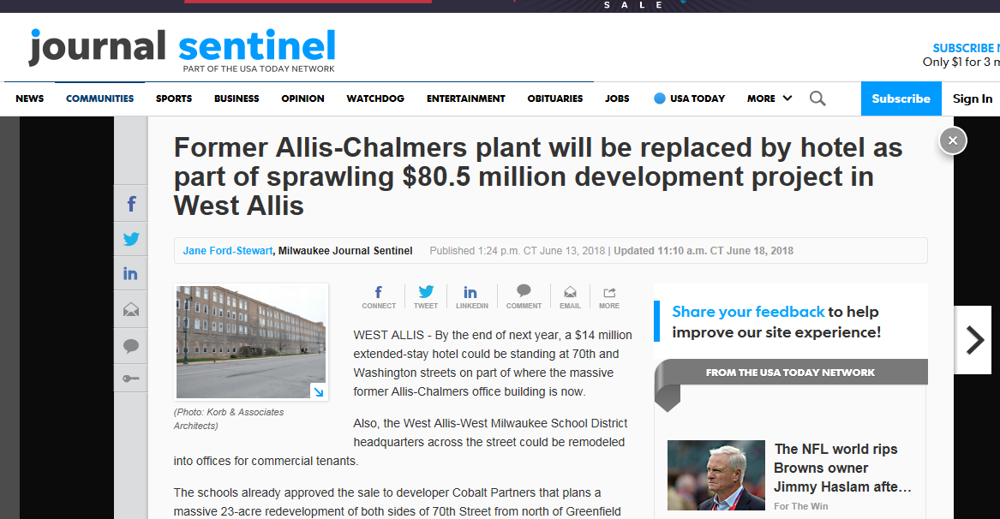 SALE
journal sentinel
PART OF THE USA TODAY NETWORK
SUBSCRIBE
Only $1 for 3
NEWS COMMUNITIES SPORTS BUSINESS OPINION WATCHDOG ENTERTAINMENT OBITUARIES JOBS USA TODAY MORE Subscribe Sign In
Former Allis-Chalmers plant will be replaced by hotel as
part of sprawling $80.5 million development project in
West Allis
Jane Ford-Stewart, Milwaukee Journal Sentinel Published 1:24 p.m. CT June 13, 2018 | Updated 11:10 a.m. CT June 18, 2018
CONNECT TWEET LINKEDIN COMMENT EMAIL MORE
(Photo: Korb & Associates
Architects)
WEST ALLIS - By the end of next year, a $14 million
extended-stay hotel could be standing at 70th and
Washington streets on part of where the massive
former Allis-Chalmers office building is now.
Also, the West Allis-West Milwaukee School District
headquarters across the street could be remodeled
into offices for commercial tenants.
The schools already approved the sale to developer Cobalt Partners that plans a
massive 23-acre redevelopment of both sides of 70th Street from north of Greenfield
Share your feedback to help
improve our site experience!
FROM THE USA TODAY NETWORK
The NFL world rips
Browns owner
Jimmy Haslam afte…
For The Win